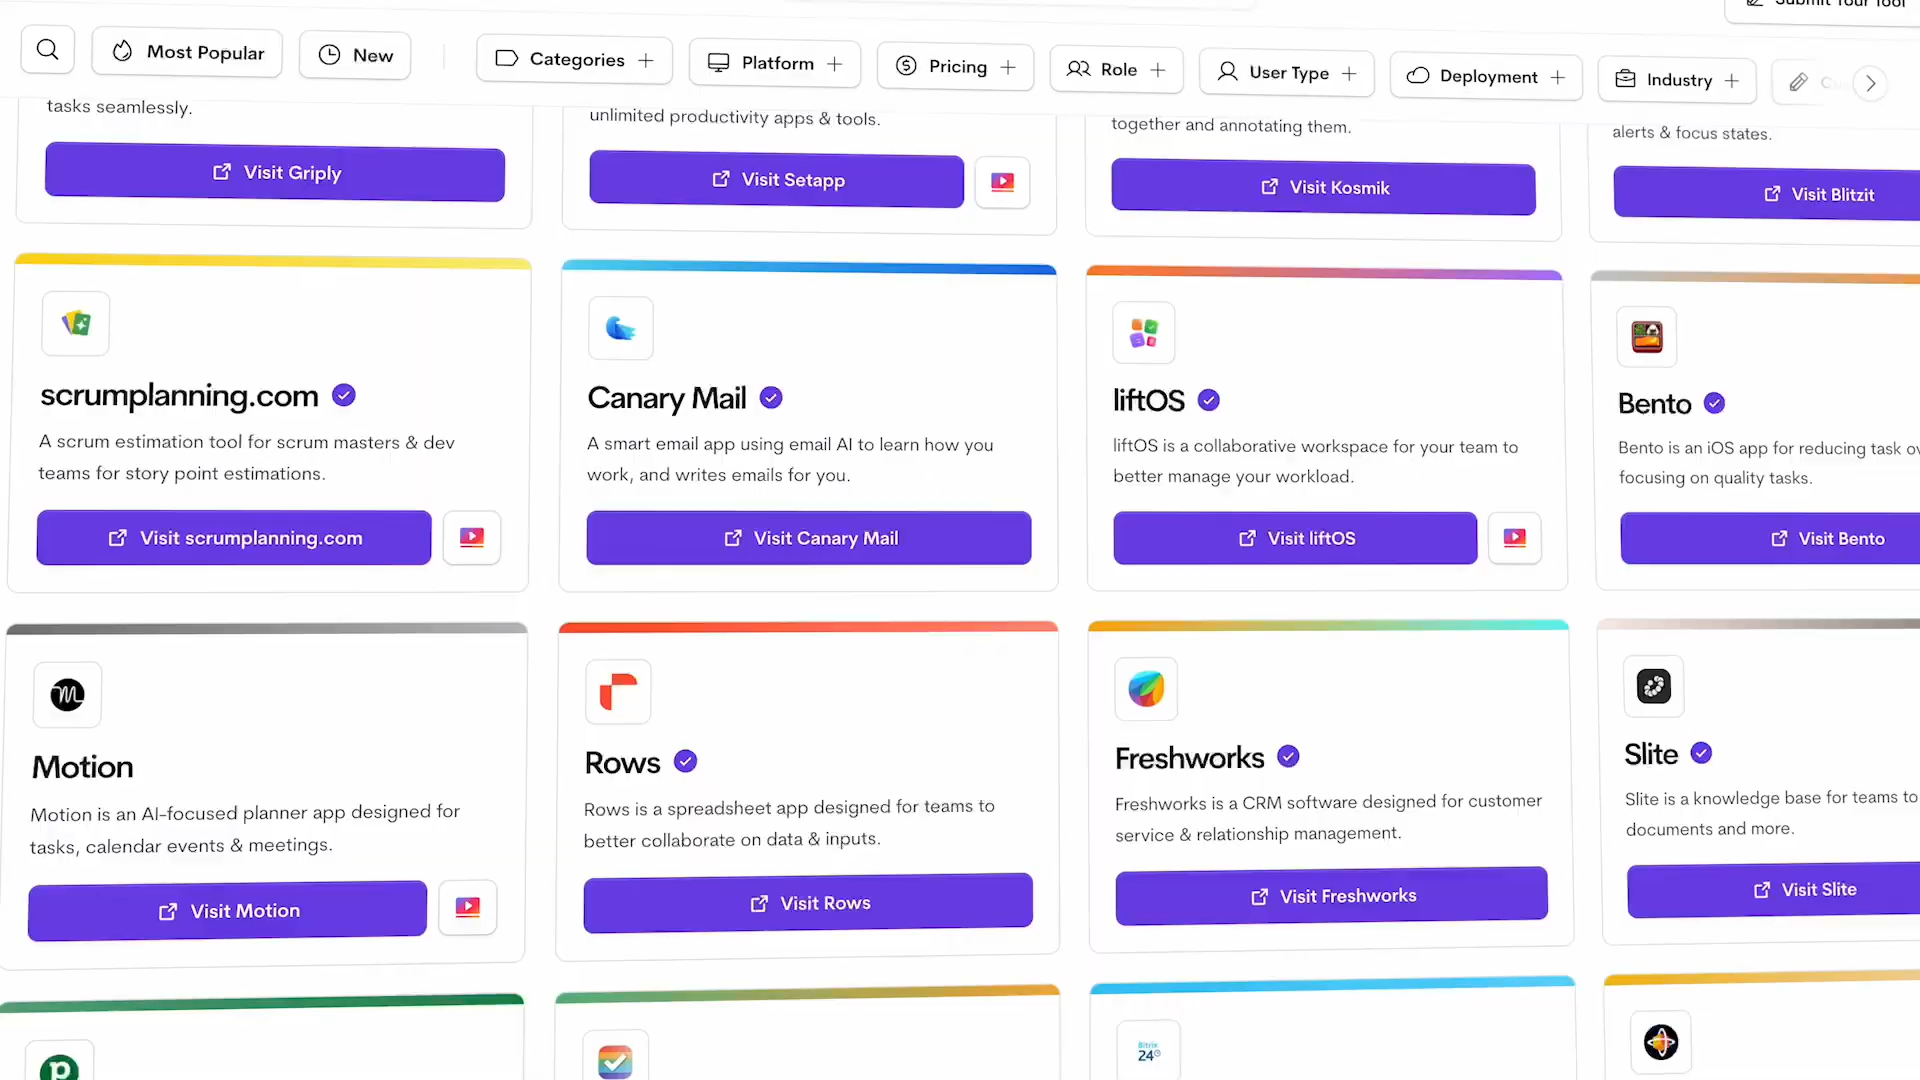 Submit Your Tool
Most Popular
New
Categories
Platform
Pricing
Role
User Type
Deployment
Industry
tasks seamlessly.
unlimited productivity apps & tools.
together and annotating them.
alerts & focus states.
Visit Griply
Visit Setapp
Visit Kosmik
Visit Blitzit
scrumplanning.com
A scrum estimation tool for scrum masters & dev
teams for story point estimations.
Visit scrumplanning.com
Canary Mail
A smart email app using email AI to learn how you
work, and writes emails for you.
Visit Canary Mail
liftOS
liftOS is a collaborative workspace for your team to
better manage your workload.
Visit liftOS
Bento
Bento is an iOS app for reducing task
focusing on quality tasks.
Visit Bento
Motion
Motion is an AI-focused planner app designed for
tasks, calendar events & meetings.
Visit Motion
Rows
Rows is a spreadsheet app designed for teams to
better collaborate on data & inputs.
Visit Rows
Freshworks
Freshworks is a CRM software designed for customer
service & relationship management.
Visit Freshworks
Slite
Slite is a knowledge base for teams to
documents and more.
Visit Slite
Bitrix
24